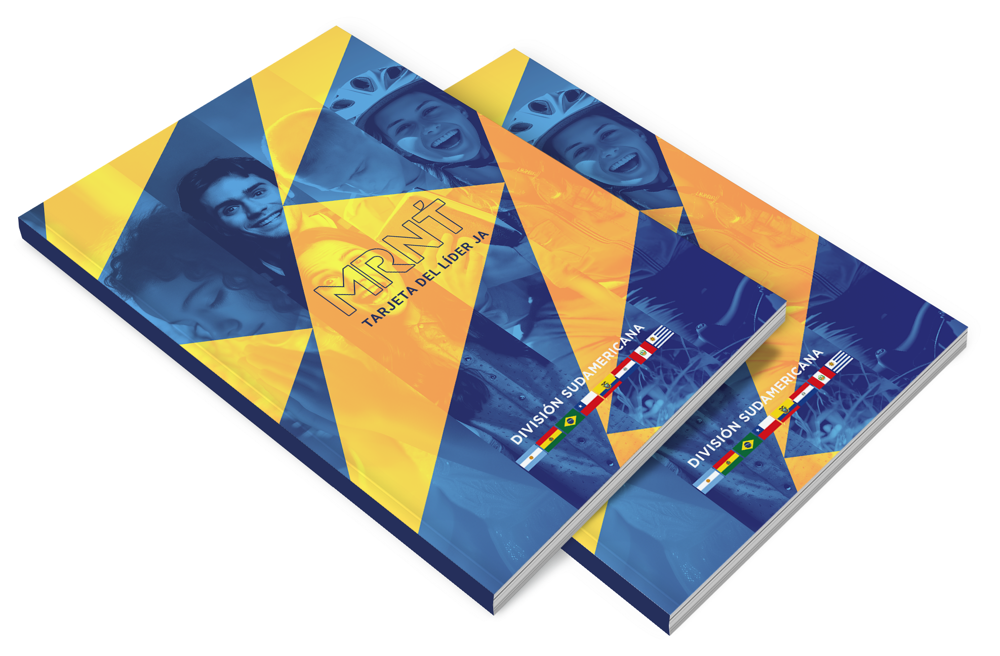 MRNT
TARJETA DEL LÍDER JA
DIVISIÓN SUDAMERICANA
DIVISIÓN SUDAMERICANA